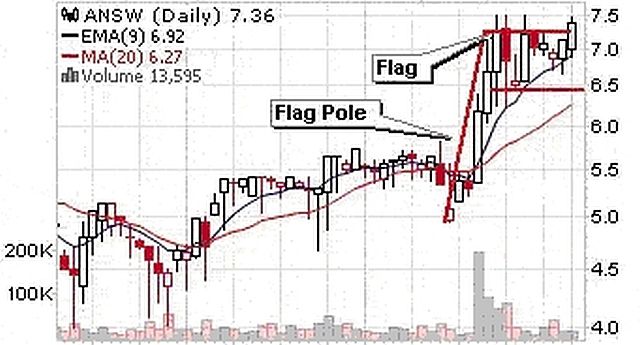 ANSW (Daily) 7.36
EMA(9) 6.92
MA(20) 6.27
Volume 13,595
Flag
Flag Pole
7.5
7.0
6.5
6.0
5.5
5.0
4.5
4.0
200K
100K